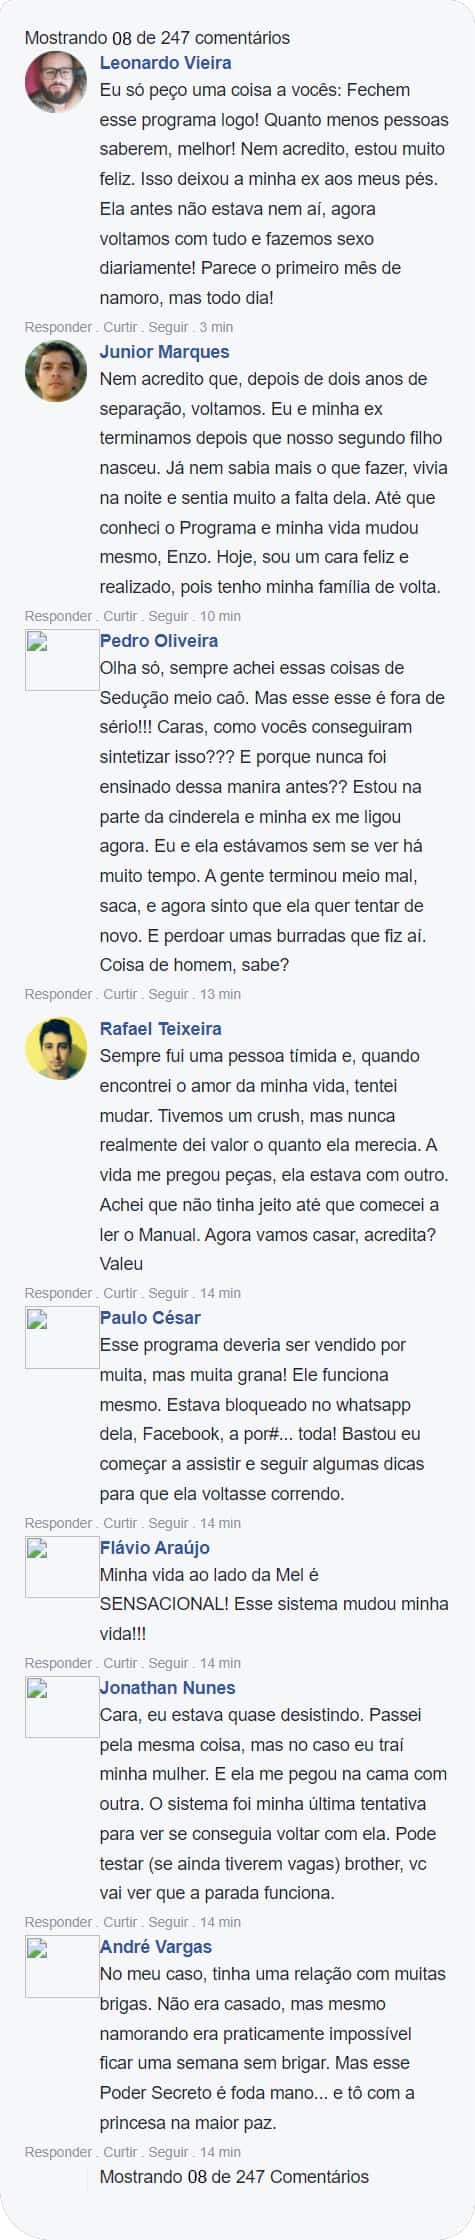 Mostrando 08 de 247 comentários
Leonardo Vieira
Eu só peço uma coisa a vocês: Fechem
esse programa logo! Quanto menos pessoas
saberem, melhor! Nem acredito, estou muito
feliz. Isso deixou a minha ex aos meus pés.
Ela antes não estava nem aí, agora
voltamos com tudo e fazemos sexo
diariamente! Parece o primeiro mês de
namoro, mas todo dia!
Responder . Curtir . Seguir . 3 min
Junior Marques
Nem acredito que, depois de dois anos de
separação, voltamos. Eu e minha ex
terminamos depois que nosso segundo filho
nasceu. Já nem sabia mais o que fazer, vivia
na noite e sentia muito a falta dela. Até que
conheci o Programa e minha vida mudou
mesmo, Enzo. Hoje, sou um cara feliz e
realizado, pois tenho minha família de volta.
Responder . Curtir . Seguir . 10 min
Pedro Oliveira
Olha só, sempre achei essas coisas de
Sedução meio caô. Mas esse esse é fora de
sério!!! Caras, como vocês conseguiram
sintetizar isso??? E porque nunca foi
ensinado dessa manira antes?? Estou na
parte da cinderela e minha ex me ligou
agora. Eu e ela estávamos sem se ver há
muito tempo. A gente terminou meio mal,
saca, e agora sinto que ela quer tentar de
novo. E perdoar umas burradas que fiz aí.
Coisa de homem, sabe?
Responder . Curtir . Seguir . 13 min
Rafael Teixeira
Sempre fui uma pessoa tímida e, quando
encontrei o amor da minha vida, tentei
mudar. Tivemos um crush, mas nunca
realmente dei valor o quanto ela merecia. A
vida me pregou peças, ela estava com outro.
Achei que não tinha jeito até que comecei a
ler o Manual. Agora vamos casar, acredita?
Valeu
Responder . Curtir . Seguir . 14 min
Paulo César
Esse programa deveria ser vendido por
muita, mas muita grana! Ele funciona
mesmo. Estava bloqueado no whatsapp
dela, Facebook, a por#... toda! Bastou eu
começar a assistir e seguir algumas dicas
para que ela voltasse correndo.
Responder . Curtir . Seguir . 14 min
Flávio Araújo
Minha vida ao lado da Mel é
SENSACIONAL! Esse sistema mudou minha
vida!!!
Responder . Curtir . Seguir . 14 min
Jonathan Nunes
Cara, eu estava quase desistindo. Passei
pela mesma coisa, mas no caso eu traí
minha mulher. E ela me pegou na cama com
outra. O sistema foi minha última tentativa
para ver se conseguia voltar com ela. Pode
testar (se ainda tiverem vagas) brother, vc
vai ver que a parada funciona.
Responder . Curtir . Seguir . 14 min
André Vargas
No meu caso, tinha uma relação com muitas
brigas. Não era casado, mas mesmo
namorando era praticamente impossível
ficar uma semana sem brigar. Mas esse
Poder Secreto é foda mano... e tô com a
princesa na maior paz.
Responder . Curtir . Seguir . 14 min
Mostrando 08 de 247 Comentários